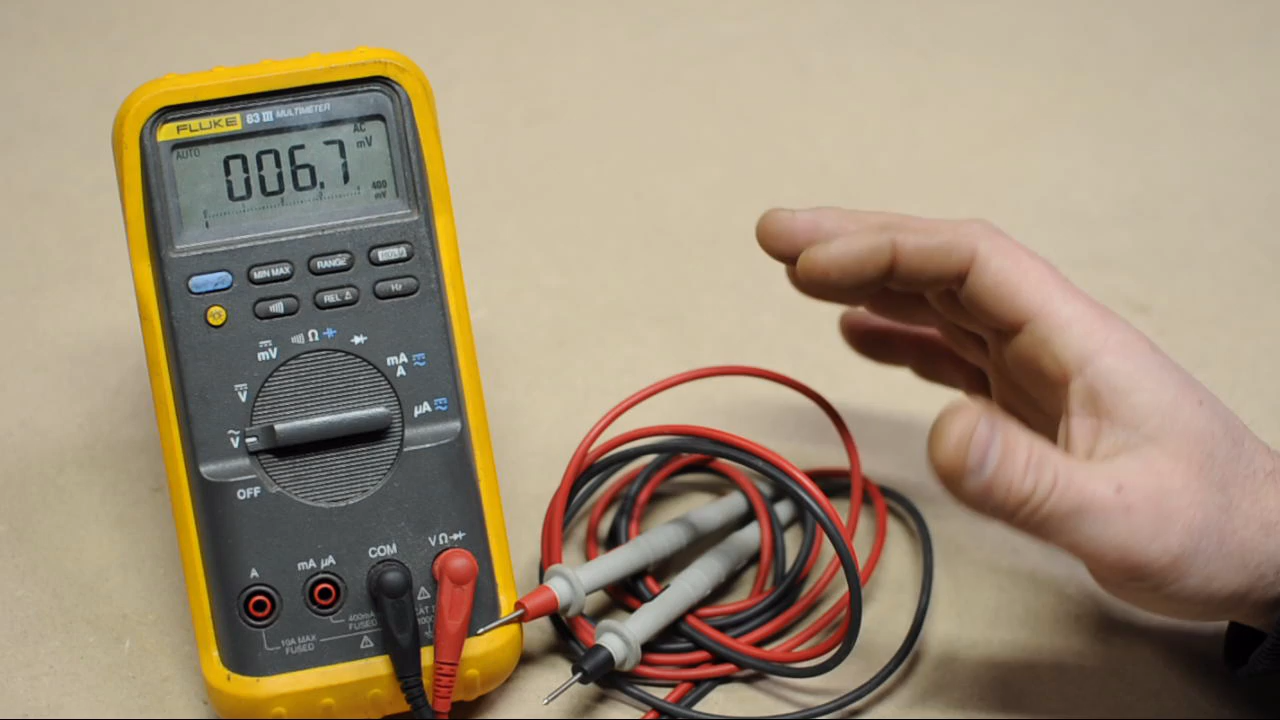 FLUKE 83 III MULTIMETER
AUTO
AC
mV
006.7
400
mV
MIN MAX
RANGE
HOLD
REL Δ
Hz
mV
Ω
mA
A
V
µA
V
OFF
A
mA µA
COM
VΩ
10A MAX
FUSED
FUSED